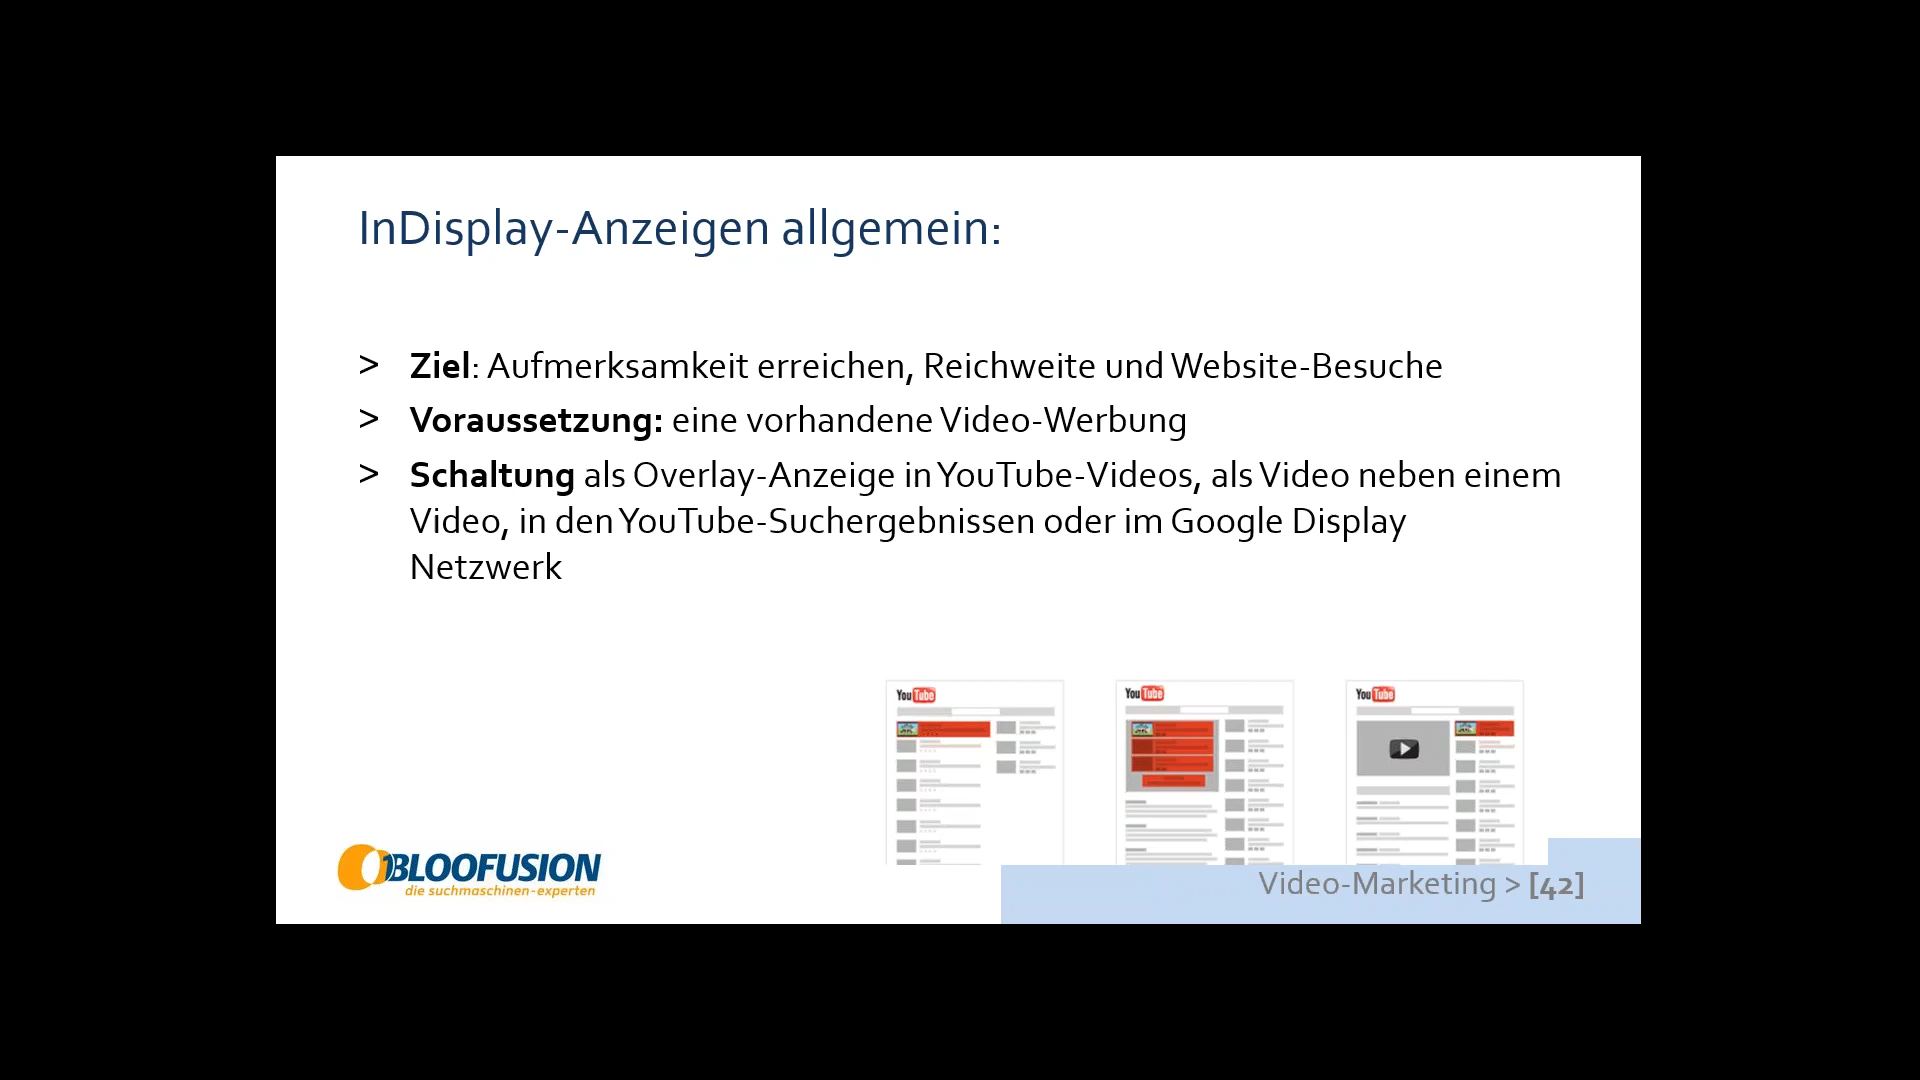 InDisplay-Anzeigen allgemein:
> Ziel: Aufmerksamkeit erreichen, Reichweite und Website-Besuche
> Voraussetzung: eine vorhandene Video-Werbung
> Schaltung als Overlay-Anzeige in YouTube-Videos, als Video neben einem
Video, in den YouTube-Suchergebnissen oder im Google Display
Netzwerk
YouTube
YouTube
YouTube
BLOOFUSION
die suchmaschinen-experten
Video-Marketing > [42]